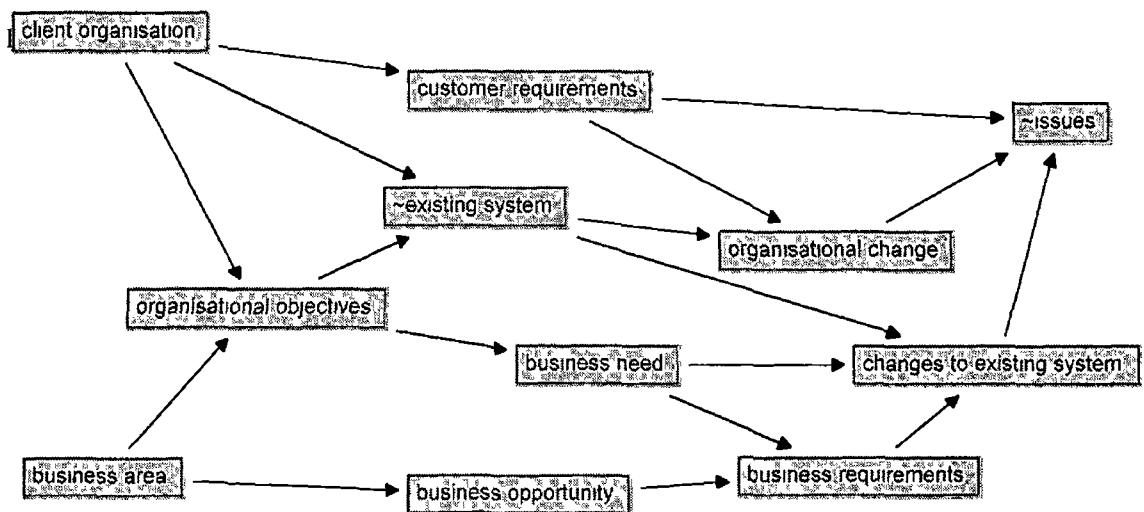 client organisation
customer requirements
~issues
~existing system
organisational change
organisational objectives
business need
changes to existing system
business area
business opportunity
business requirements